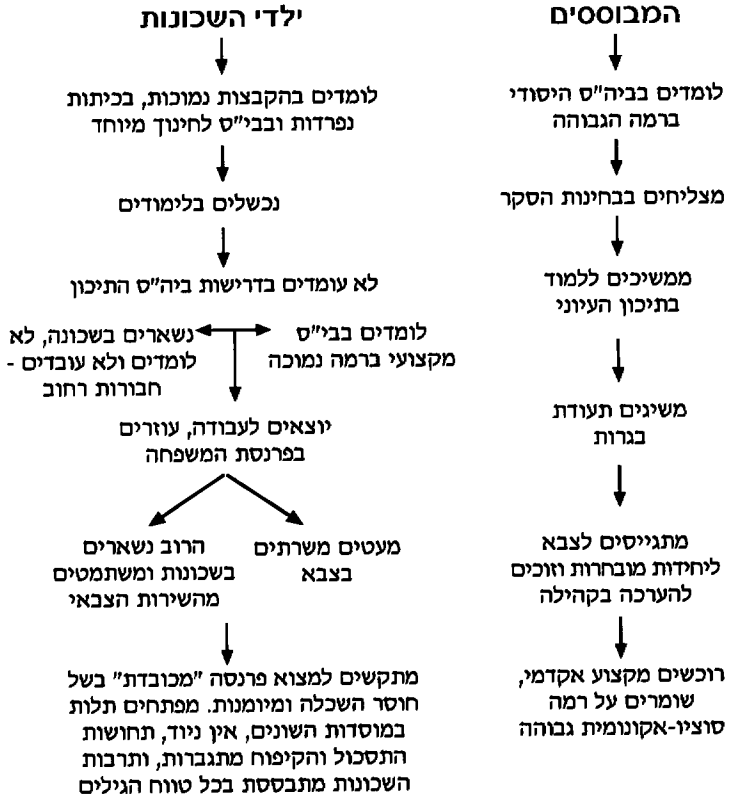 המבוססים
לומדים בביה"ס היסודי
ברמה הגבוהה
מצליחים בבחינות הסקר
ממשיכים ללמוד
בתיכון העיוני
משיגים תעודת
בגרות
מתגייסים לצבא
ליחידות מובחרות וזוכים
להערכה בקהילה
רוכשים מקצוע אקדמי,
שומרים על רמה
סוציו-אקונומית גבוהה
ילדי השכונות
לומדים בהקבצות נמוכות, בכיתות
נפרדות ובבי"ס לחינוך מיוחד
נכשלים בלימודים
לא עומדים בדרישות ביה"ס התיכון
לומדים בבי"ס
מקצועי ברמה נמוכה
נשארים בשכונה, לא
לומדים ולא עובדים -
חבורות רחוב
יוצאים לעבודה, עוזרים
בפרנסת המשפחה
מעטים משרתים
בצבא
הרוב נשארים
בשכונות ומשתמטים
מהשירות הצבאי
מתקשים למצוא פרנסה "מכובדת" בשל
חוסר השכלה ומיומנות. מפתחים תלות
במוסדות השונים, אין ניוד, תחושות
התסכול והקיפוח מתגברות, ותרבות
השכונות מתבססת בכל טווח הגילים